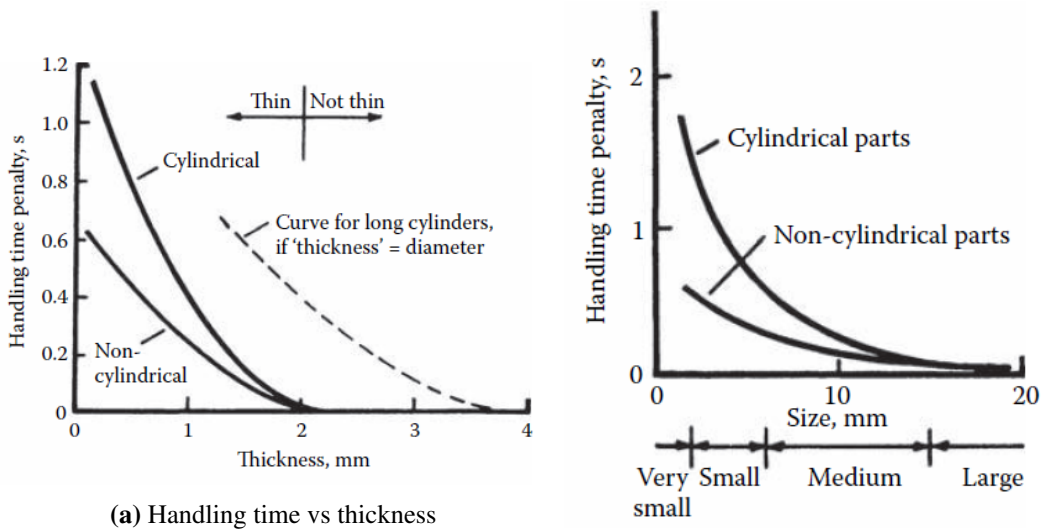 Handling time penalty, s
1.2
1.0
0.8
0.6
0.4
0.2
0
Thin
Not thin
Cylindrical
Curve for long cylinders,
if ‘thickness’ = diameter
Non-
cylindrical
0
1
2
3
4
Thickness, mm
(a) Handling time vs thickness
Handling time penalty, s
2
1
0
Cylindrical parts
Non-cylindrical parts
0
10
20
Size, mm
Very
small
Small
Medium
Large